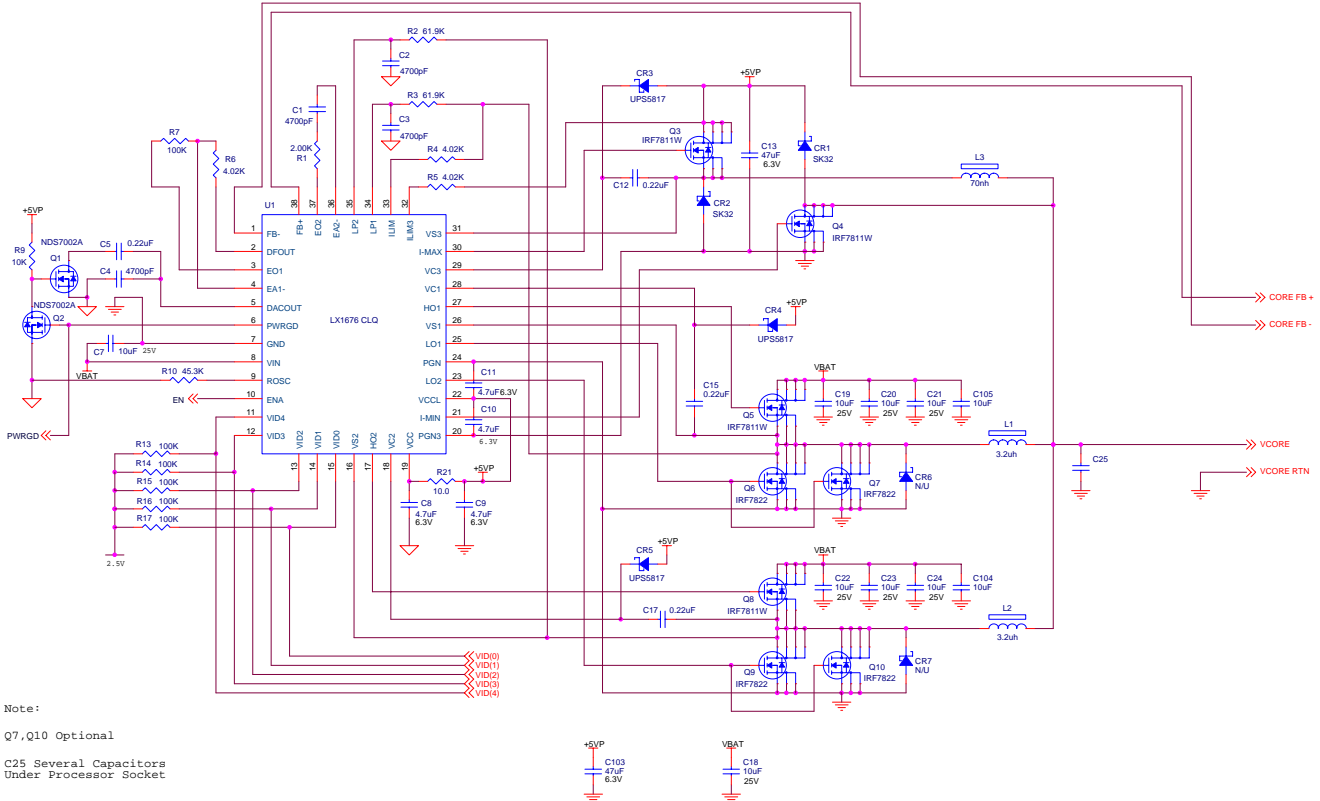 R2 61.9K
C2
4700pF
R3 61.9K
C3
4700pF
C1
4700pF
2.00K
R1
R4 4.02K
R5 4.02K
R7
100K
R6
4.02K
CR3
UPS5817
+5VP
Q3
IRF7811W
C13
47uF
6.3V
CR1
SK32
C12 0.22uF
CR2
SK32
L3
70nh
Q4
IRF7811W
+5VP
R9
10K
NDS7002A
Q1
C5 0.22uF
C4 4700pF
NDS7002A
Q2
C7 10uF 25V
VBAT
R10 45.3K
EN
PWRGD
U1
38 37 36 35 34 33 32
FB+ EO2 EA2- LP2 LP1 ILIM ILIM3
1 FB- VS3 31
2 DFOUT I-MAX 30
3 EO1 VC3 29
4 EA1- VC1 28
5 DACOUT HO1 27
6 PWRGD VS1 26
7 GND LO1 25
8 VIN PGN 24
9 ROSC LO2 23
10 ENA VCCL 22
11 VID4 I-MIN 21
12 VID3 PGN3 20
LX1676 CLQ
VID2 VID1 VID0 VS2 HO2 VC2 VCC
13 14 15 16 17 18 19
C11
4.7uF6.3V
C10
4.7uF
6.3V
CR4
UPS5817
+5VP
C15
0.22uF
CORE FB +
CORE FB -
VBAT
Q5
IRF7811W
C19
10uF
25V
C20
10uF
25V
C21
10uF
25V
C105
10uF
L1
3.2uh
Q6
IRF7822
Q7
IRF7822
CR6
N/U
C25
VCORE
VCORE RTN
R13 100K
R14 100K
R15 100K
R16 100K
R17 100K
2.5V
R21
10.0
+5VP
C8
4.7uF
6.3V
C9
4.7uF
6.3V
CR5
UPS5817
+5VP
C17 0.22uF
VBAT
Q8
IRF7811W
C22
10uF
25V
C23
10uF
25V
C24
10uF
25V
C104
10uF
L2
3.2uh
Q9
IRF7822
Q10
IRF7822
CR7
N/U
VID(0)
VID(1)
VID(2)
VID(3)
VID(4)
Note:
Q7,Q10 Optional
C25 Several Capacitors
Under Processor Socket
+5VP
C103
47uF
6.3V
VBAT
C18
10uF
25V